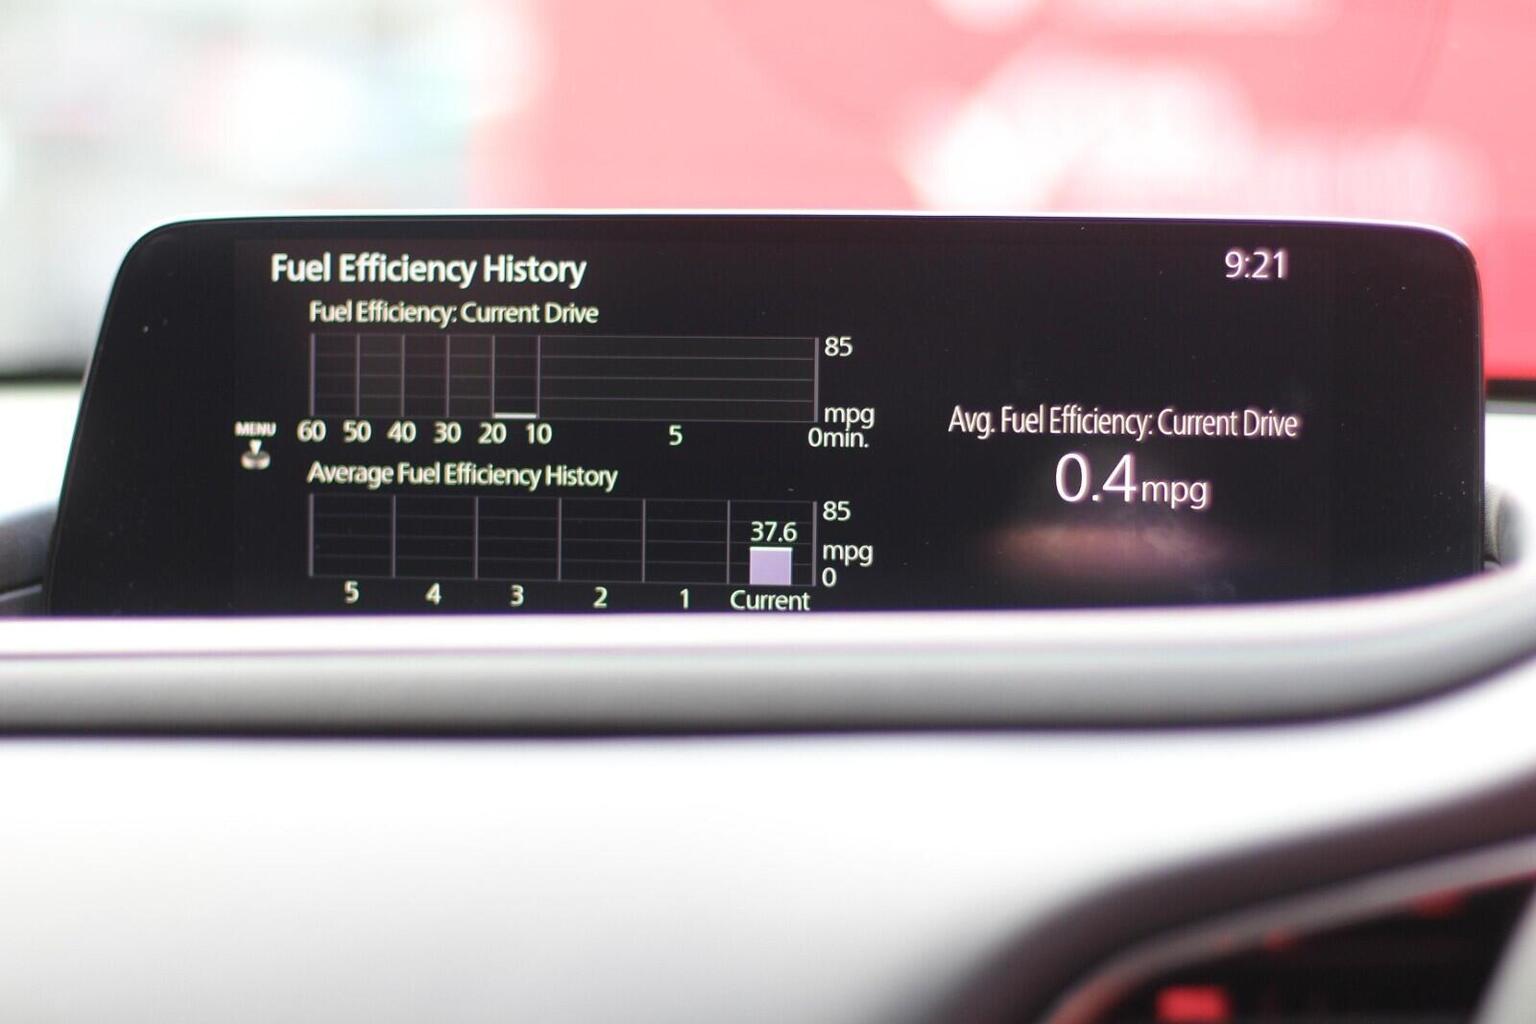 Fuel Efficiency History
9:21
Fuel Efficiency: Current Drive
85
mpg
60 50 40 30 20 10 5 0min.
MENU
Avg. Fuel Efficiency: Current Drive
0.4mpg
Average Fuel Efficiency History
85
37.6
mpg
0
5 4 3 2 1 Current